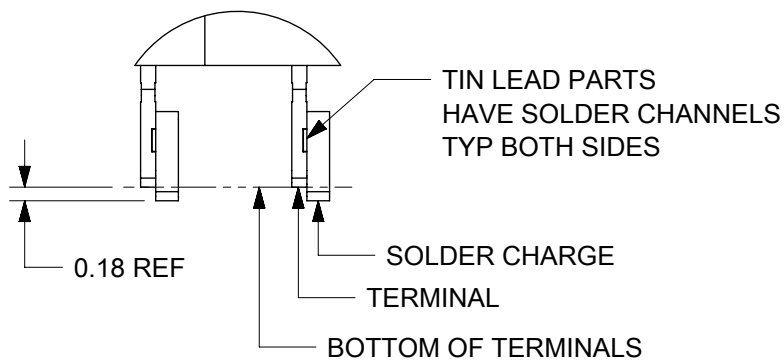 TIN LEAD PARTS
HAVE SOLDER CHANNELS
TYP BOTH SIDES
SOLDER CHARGE
0.18 REF
TERMINAL
BOTTOM OF TERMINALS